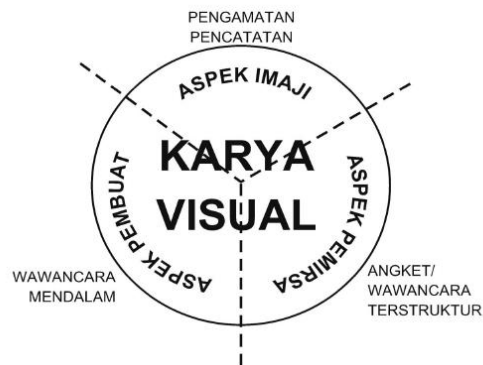 PENGAMATAN
PENCATATAN
ASPEK IMAJI
KARYA
VISUAL
ASPEK PEMBUAT
ASPEK PEMIRSA
WAWANCARA
MENDALAM
ANGKET/
WAWANCARA
TERSTRUKTUR